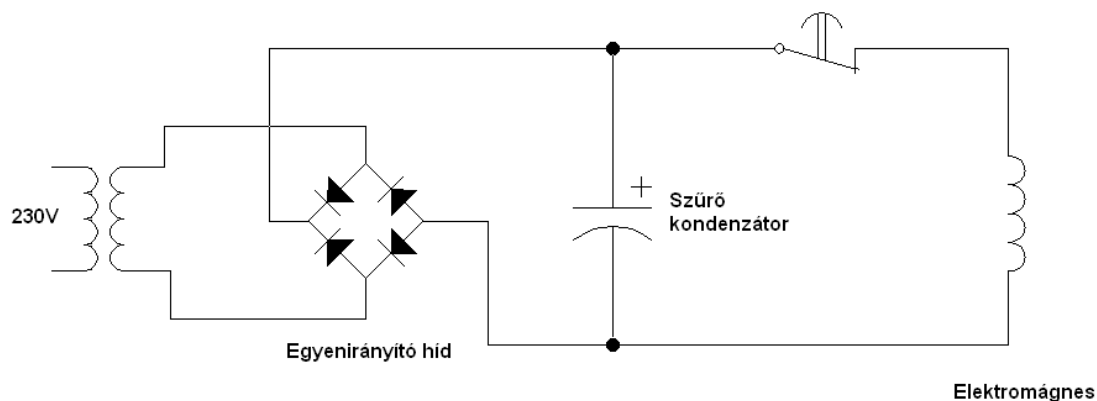 230V
Szűrő
kondenzátor
Egyenirányító híd
Elektromágnes